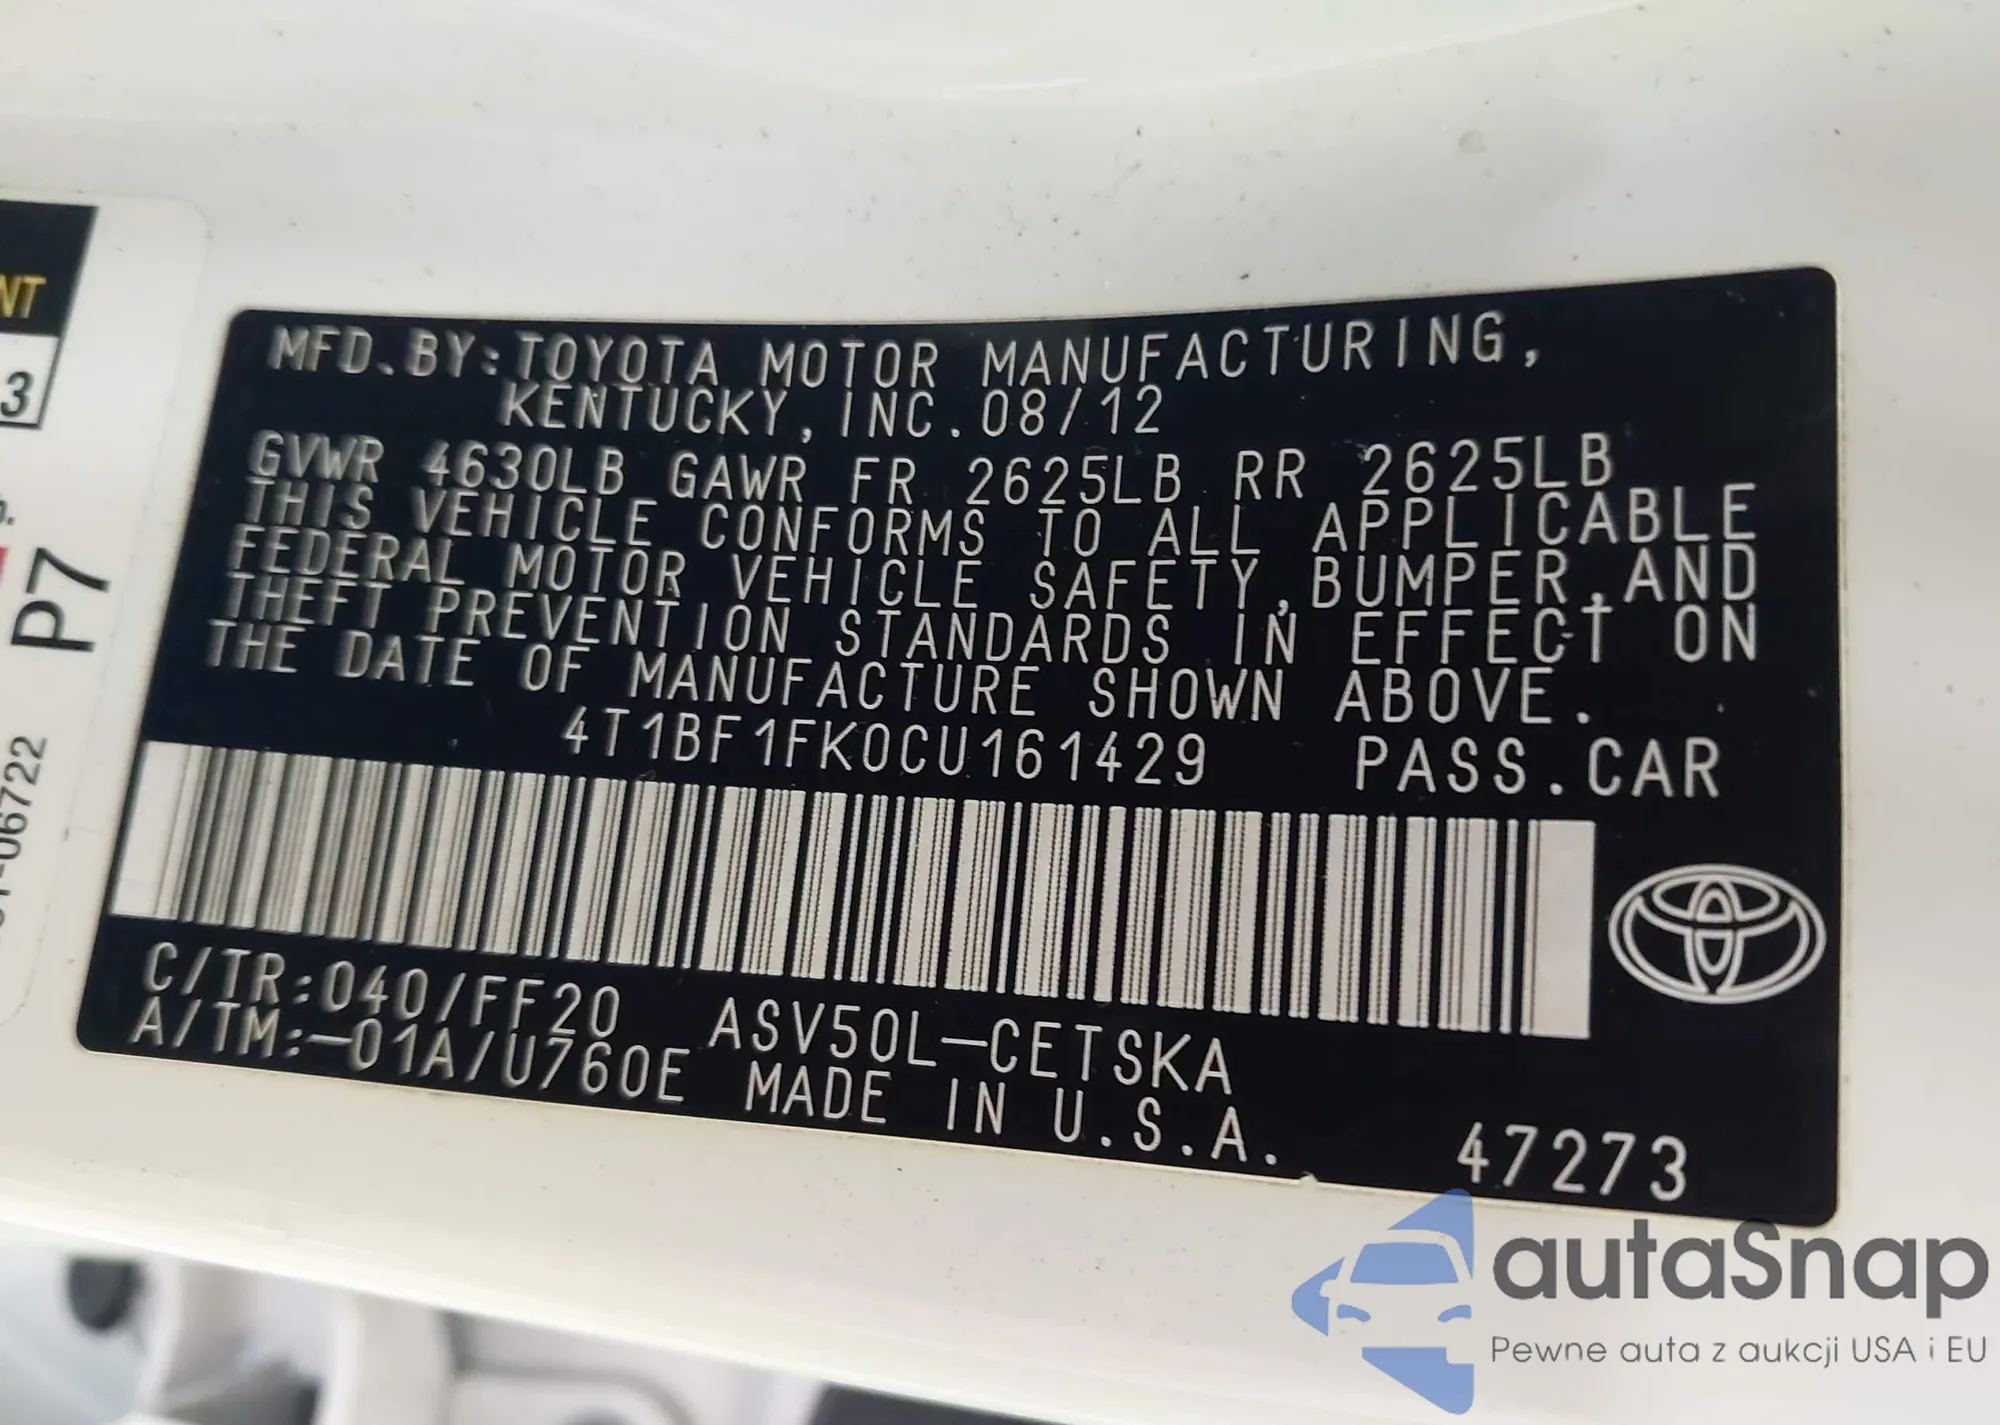 MFD.BY:TOYOTA MOTOR MANUFACTURING,
KENTUCKY, INC. 08/12
GVWR 4630LB GAWR FR 2625LB RR 2625LB
THIS VEHICLE CONFORMS TO ALL APPLICABLE
FEDERAL MOTOR VEHICLE SAFETY, BUMPER, AND
THEFT PREVENTION STANDARDS IN EFFECT ON
THE DATE OF MANUFACTURE SHOWN ABOVE.
4T1BF1FK0CU161429 PASS.CAR
C/TR:040/FF20 ASV50L-CETSKA
A/TM:-01A/U760E MADE IN U.S.A.
47273
NT
3
P7
-06722
autaSnap
Pewne auta z aukcji USA i EU